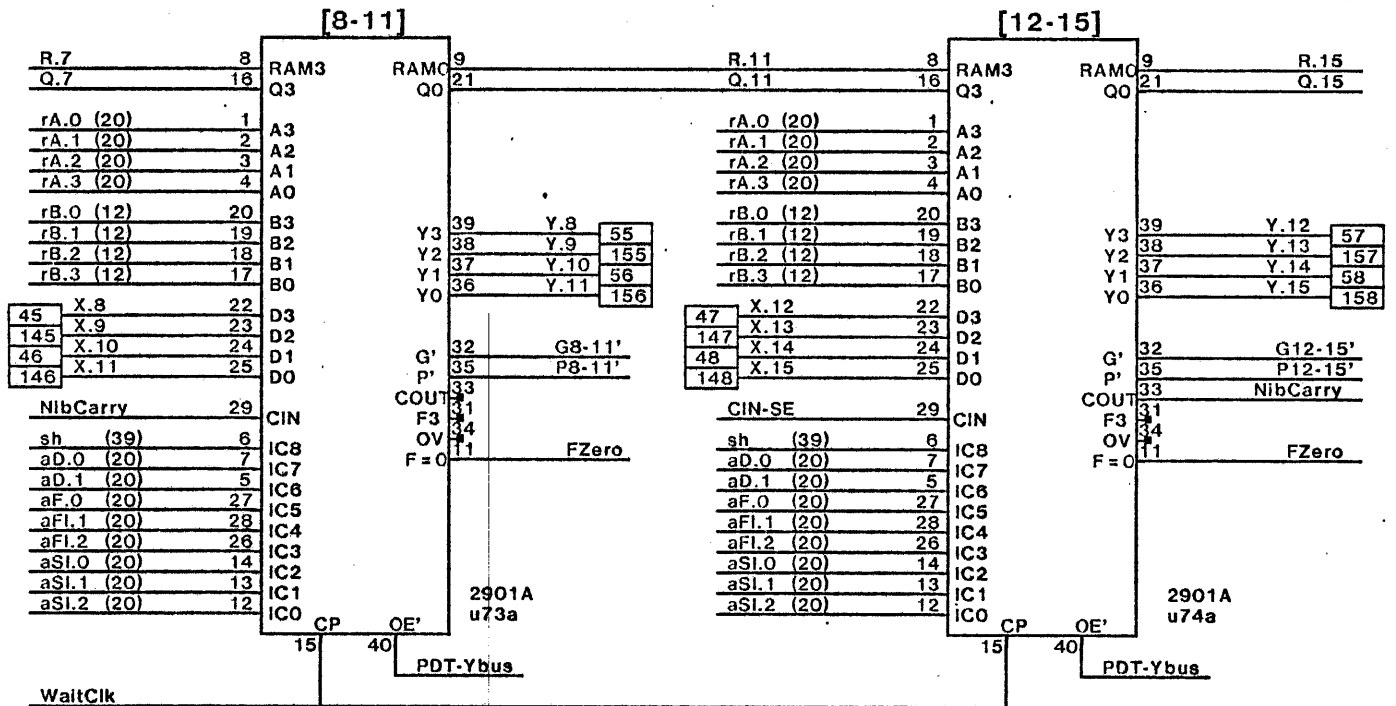 [8-11] [12-15]
R.7 8 RAM3 RAM0 9 R.11 8 RAM3 RAM0 9 R.15
Q.7 16 Q3 Q0 21 Q.11 16 Q3 Q0 21 Q.15
rA.0 (20) 1 A3 rA.0 (20) 1 A3
rA.1 (20) 2 A2 rA.1 (20) 2 A2
rA.2 (20) 3 A1 rA.2 (20) 3 A1
rA.3 (20) 4 A0 rA.3 (20) 4 A0
rB.0 (12) 20 B3 Y3 39 Y.8 55 rB.0 (12) 20 B3 Y3 39 Y.12 57
rB.1 (12) 19 B2 Y2 38 Y.9 155 rB.1 (12) 19 B2 Y2 38 Y.13 157
rB.2 (12) 18 B1 Y1 37 Y.10 56 rB.2 (12) 18 B1 Y1 37 Y.14 58
rB.3 (12) 17 B0 Y0 36 Y.11 156 rB.3 (12) 17 B0 Y0 36 Y.15 158
45 X.8 22 D3 47 X.12 22 D3
145 X.9 23 D2 147 X.13 23 D2
46 X.10 24 D1 G' 32 G8-11' 48 X.14 24 D1 G' 32 G12-15'
146 X.11 25 D0 P' 35 P8-11' 148 X.15 25 D0 P' 35 P12-15'
COUT 33 COUT 33 NibCarry
NibCarry 29 CIN F3 31 CIN-SE 29 CIN F3 31
sh (39) 6 IC8 OV 34 sh (39) 6 IC8 OV 34
aD.0 (20) 7 IC7 F=0 11 FZero aD.0 (20) 7 IC7 F=0 11 FZero
aD.1 (20) 5 IC6 aD.1 (20) 5 IC6
aF.0 (20) 27 IC5 aF.0 (20) 27 IC5
aFI.1 (20) 28 IC4 aFI.1 (20) 28 IC4
aFI.2 (20) 26 IC3 aFI.2 (20) 26 IC3
aSI.0 (20) 14 IC2 aSI.0 (20) 14 IC2
aSI.1 (20) 13 IC1 2901A aSI.1 (20) 13 IC1 2901A
aSI.2 (20) 12 IC0 u73a aSI.2 (20) 12 IC0 u74a
CP OE' CP OE'
15 40 15 40
PDT-Ybus PDT-Ybus
WaitClk